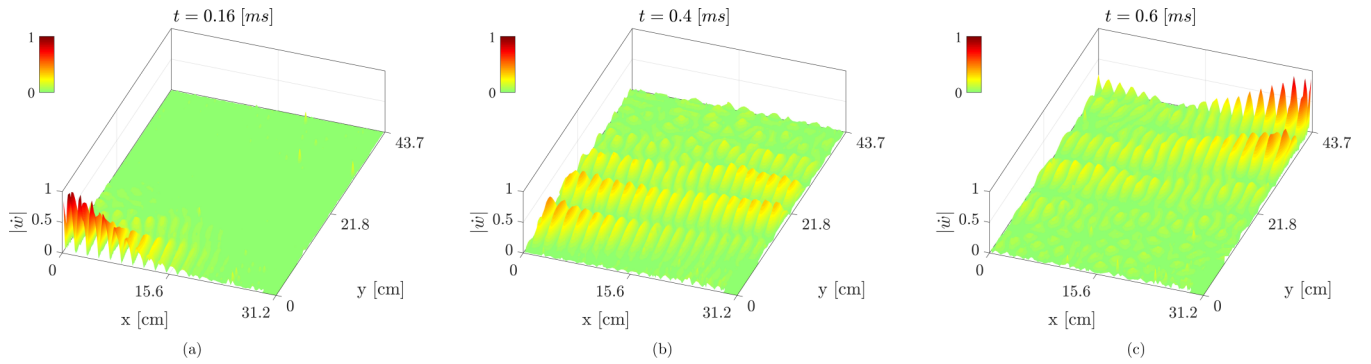 t = 0.16 [ms]
1
0
1
0.5
0
|ẇ|
0
15.6
31.2
x [cm]
0
21.8
43.7
y [cm]
(a)
t = 0.4 [ms]
1
0
1
0.5
0
|ẇ|
0
15.6
31.2
x [cm]
0
21.8
43.7
y [cm]
(b)
t = 0.6 [ms]
1
0
1
0.5
0
|ẇ|
0
15.6
31.2
x [cm]
0
21.8
43.7
y [cm]
(c)